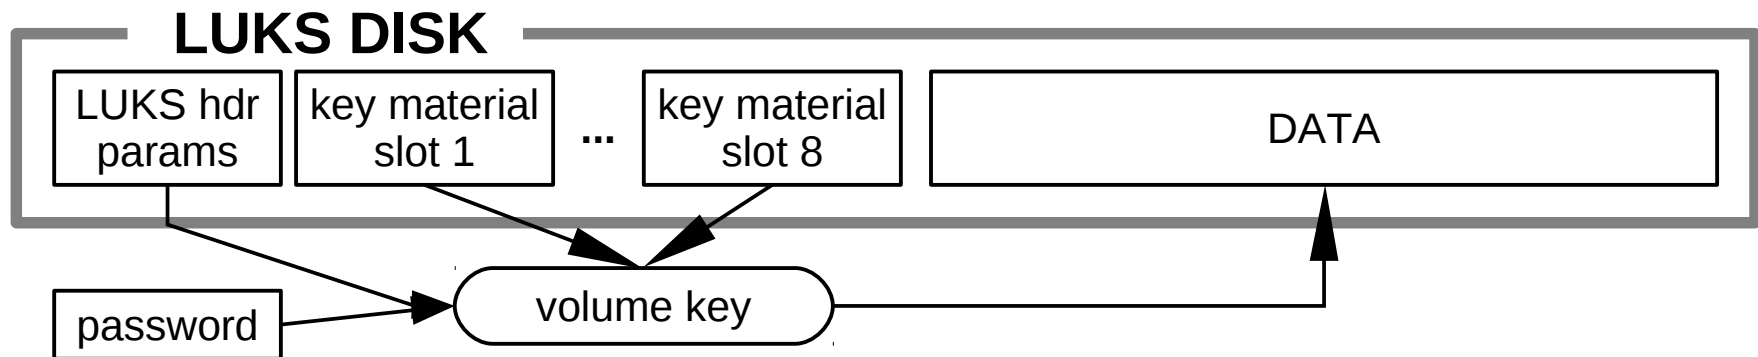 LUKS DISK
LUKS hdr
params
key material
slot 1
...
key material
slot 8
DATA
volume key
password